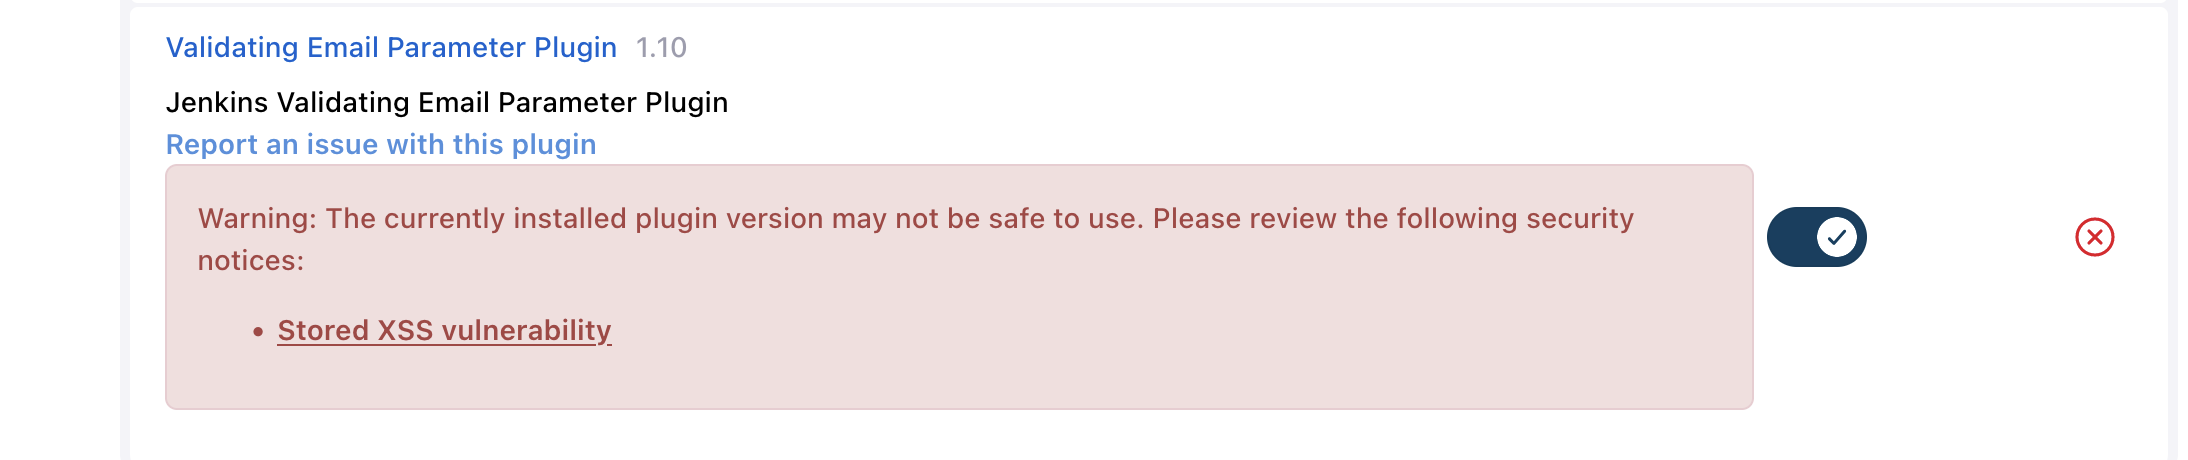 Validating Email Parameter Plugin 1.10
Jenkins Validating Email Parameter Plugin
Report an issue with this plugin
Warning: The currently installed plugin version may not be safe to use. Please review the following security
notices:
• Stored XSS vulnerability